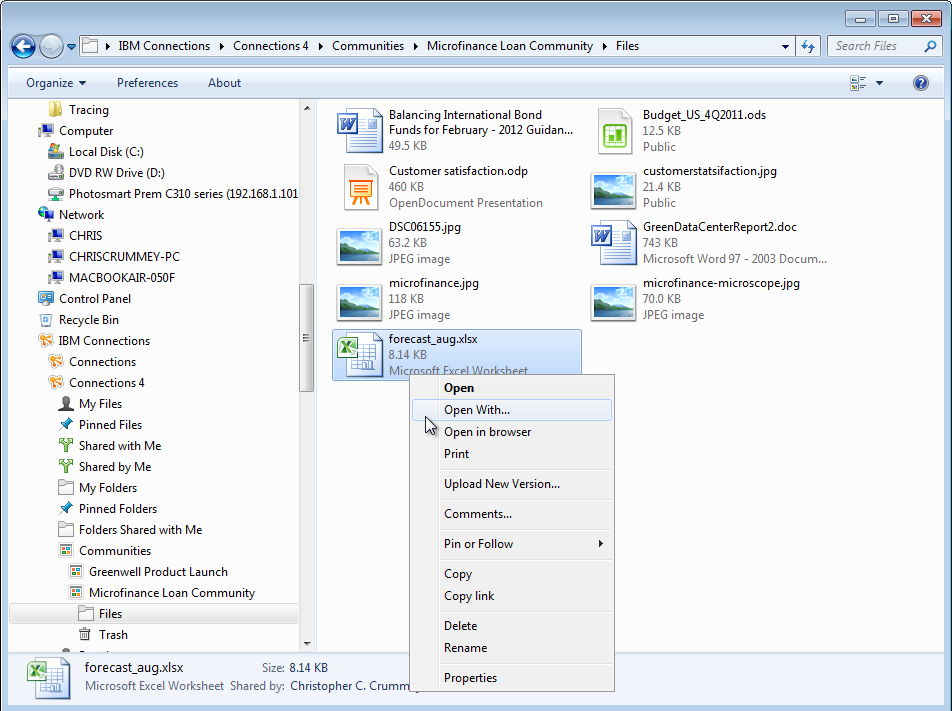 IBM Connections
Connections 4
Communities
Microfinance Loan Community
Files
Search Files
Organize
Preferences
About
Tracing
Computer
Local Disk (C:)
DVD RW Drive (D:)
Photosmart Prem C310 series (192.168.1.101
Network
CHRIS
CHRISCRUMMEY-PC
MACBOOKAIR-050F
Control Panel
Recycle Bin
IBM Connections
Connections
Connections 4
My Files
Pinned Files
Shared with Me
Shared by Me
My Folders
Pinned Folders
Folders Shared with Me
Communities
Greenwell Product Launch
Microfinance Loan Community
Files
Trash
Balancing International Bond
Funds for February - 2012 Guidan...
49.5 KB
Budget_US_4Q2011.ods
12.5 KB
Public
Customer satisfaction.odp
460 KB
OpenDocument Presentation
customerstatsifaction.jpg
21.4 KB
Public
DSC06155.jpg
63.2 KB
JPEG image
GreenDataCenterReport2.doc
743 KB
Microsoft Word 97 - 2003 Docum...
microfinance.jpg
118 KB
JPEG image
microfinance-microscope.jpg
70.0 KB
JPEG image
forecast_aug.xlsx
8.14 KB
Microsoft Excel Worksheet
Open
Open With...
Open in browser
Print
Upload New Version...
Comments...
Pin or Follow
Copy
Copy link
Delete
Rename
Properties
forecast_aug.xlsx Size: 8.14 KB
Microsoft Excel Worksheet Shared by: Christopher C. Crumm